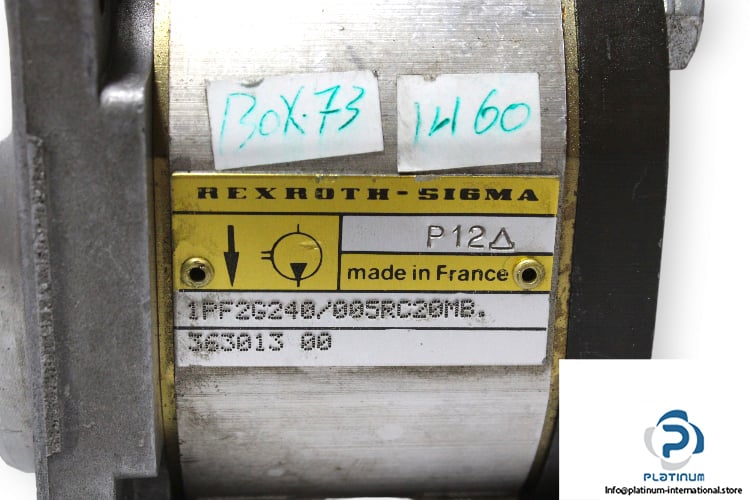 BOX.73
1460
REXROTH-SIGMA
P12△
made in France
1PF2G240/005RC20MB.
363013 00
PLATINUM
Info@platinum-international.store